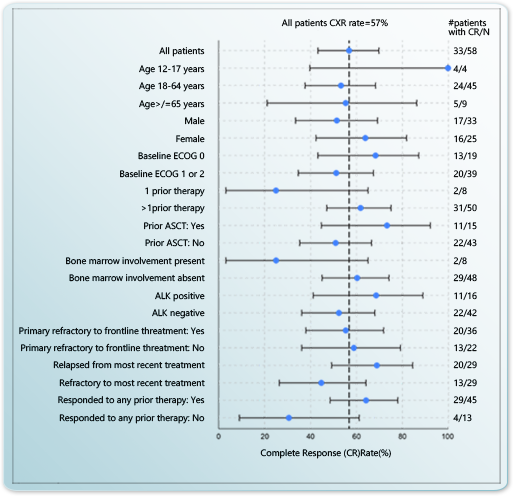 All patients CXR rate=57%
#patients
with CR/N
All patients 33/58
Age 12-17 years 4/4
Age 18-64 years 24/45
Age>/=65 years 5/9
Male 17/33
Female 16/25
Baseline ECOG 0 13/19
Baseline ECOG 1 or 2 20/39
1 prior therapy 2/8
>1prior therapy 31/50
Prior ASCT: Yes 11/15
Prior ASCT: No 22/43
Bone marrow involvement present 2/8
Bone marrow involvement absent 29/48
ALK positive 11/16
ALK negative 22/42
Primary refractory to frontline threatment: Yes 20/36
Primary refractory to frontline threatment: No 13/22
Relapsed from most recent treatment 20/29
Refractory to most recent treatment 13/29
Responded to any prior therapy: Yes 29/45
Responded to any prior therapy: No 4/13
0 20 40 60 80 100
Complete Response (CR)Rate(%)